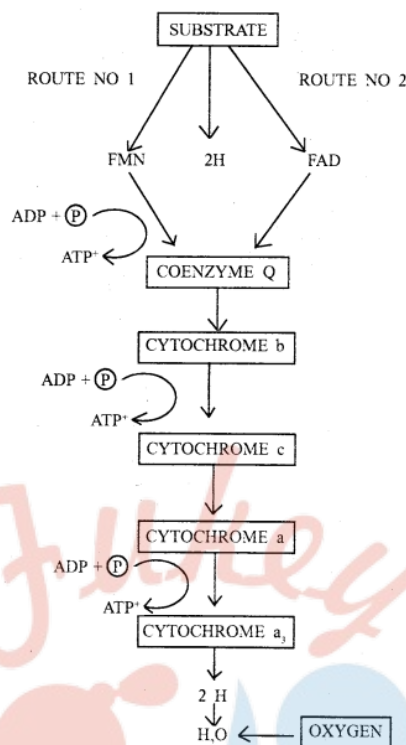 SUBSTRATE
ROUTE NO 1
ROUTE NO 2
FMN
2H
FAD
ADP + Ⓟ
ATP⁺
COENZYME Q
CYTOCHROME b
ADP + Ⓟ
ATP⁺
CYTOCHROME c
CYTOCHROME a
ADP + Ⓟ
ATP⁺
CYTOCHROME a₃
2 H
H₂O
OXYGEN